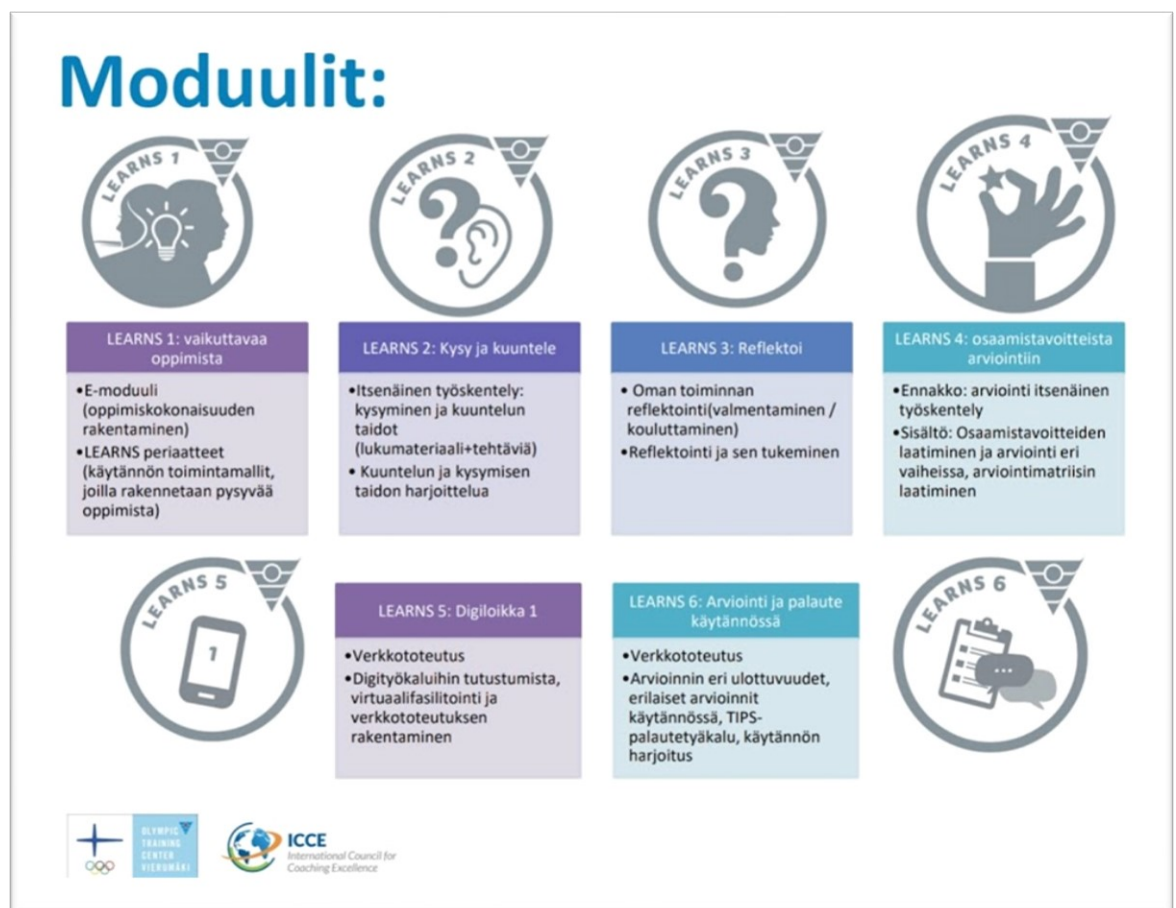 Moduulit:
LEARNS 1
LEARNS 2
LEARNS 3
LEARNS 4
LEARNS 1: vaikuttavaa
oppimista
•E-moduuli
(oppimiskokonaisuuden
rakentaminen)
•LEARNS periaatteet
(käytännön toimintamallit,
joilla rakennetaan pysyvää
oppimista)
LEARNS 2: Kysy ja kuuntele
•Itsenäinen työskentely:
kysyminen ja kuuntelun
taidot
(lukumateriaali+tehtäviä)
• Kuuntelun ja kysymisen
taidon harjoittelua
LEARNS 3: Reflektoi
• Oman toiminnan
reflektointi(valmentaminen /
kouluttaminen)
•Reflektointi ja sen tukeminen
LEARNS 4: osaamistavoitteista
arviointiin
•Ennakko: arviointi itsenäinen
työskentely
•Sisältö: Osaamistavoitteiden
laatiminen ja arviointi eri
vaiheissa, arviointimatriisin
laatiminen
LEARNS 5
1
LEARNS 5: Digiloikka 1
•Verkkototeutus
•Digityökaluihin tutustumista,
virtuaalifasilitointi ja
verkkototeutuksen
rakentaminen
LEARNS 6: Arviointi ja palaute
käytännössä
•Verkkototeutus
•Arvioinnin eri ulottuvuudet,
erilaiset arvioinnit
käytännössä, TIPS-
palautetyäkalu, käytännön
harjoitus
LEARNS 6
OLYMPIC
TRAINING
CENTER
VIERUMÄKI
ICCE
International Council for
Coaching Excellence